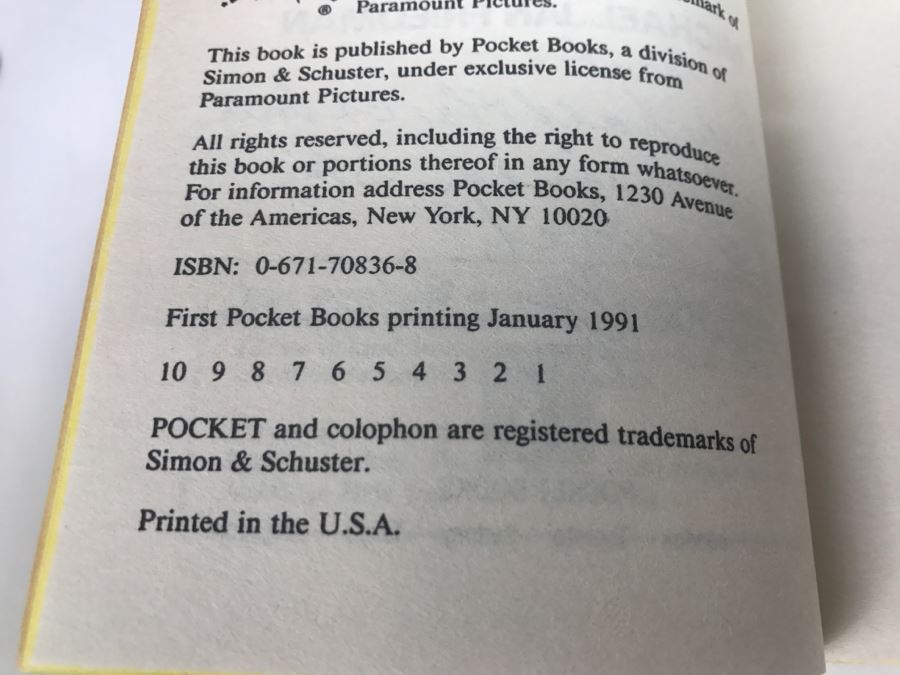 ® Paramount Pictures.
This book is published by Pocket Books, a division of
Simon & Schuster, under exclusive license from
Paramount Pictures.
All rights reserved, including the right to reproduce
this book or portions thereof in any form whatsoever.
For information address Pocket Books, 1230 Avenue
of the Americas, New York, NY 10020
ISBN: 0-671-70836-8
First Pocket Books printing January 1991
10 9 8 7 6 5 4 3 2 1
POCKET and colophon are registered trademarks of
Simon & Schuster.
Printed in the U.S.A.